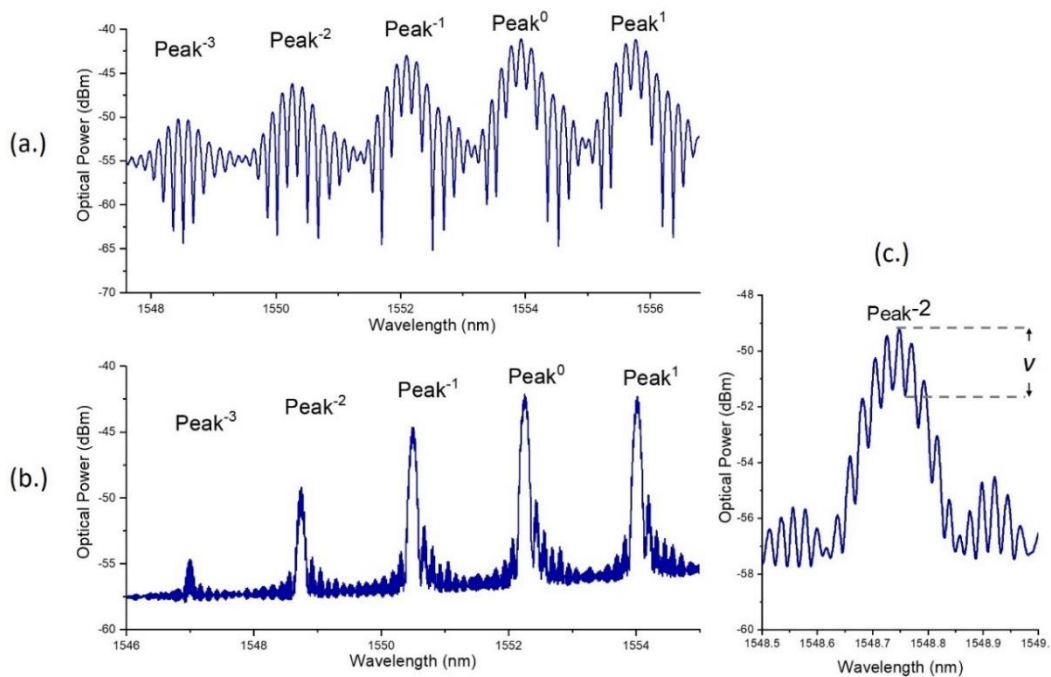 (a.)
Optical Power (dBm)
-40
-45
-50
-55
-60
-65
-70
Peak-3
Peak-2
Peak-1
Peak0
Peak1
1548
1550
1552
1554
1556
Wavelength (nm)
(b.)
Optical Power (dBm)
-40
-50
-55
-57
-60
Peak-3
Peak-2
Peak-1
Peak0
Peak1
1546
1548
1550
1552
1554
Wavelength (nm)
(c.)
Optical Power (dBm)
-48
-50
-52
-54
-56
-58
-60
Peak-2
v
1548.5
1548.6
1548.7
1548.8
1548.9
1549.
Wavelength (nm)